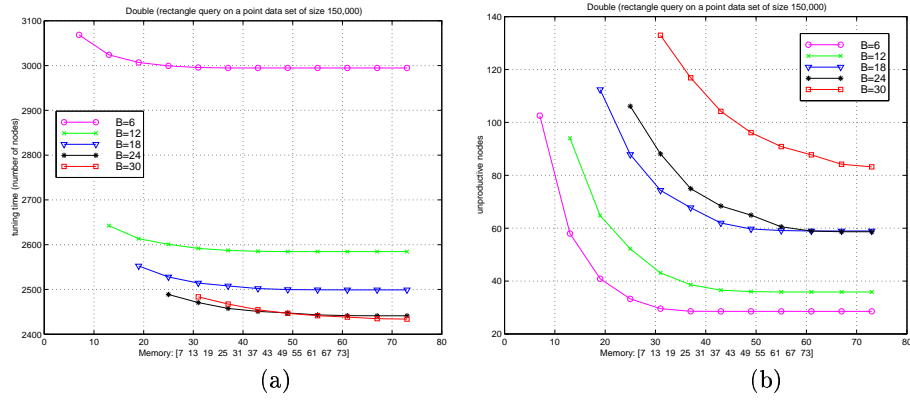 Double (rectangle query on a point data set of size 150,000)
3100
3000
2900
2800
2700
2600
2500
2400
tuning time (number of nodes)
B=6
B=12
B=18
B=24
B=30
0 10 20 30 40 50 60 70 80
Memory: [7 13 19 25 31 37 43 49 55 61 67 73]
(a)
Double (rectangle query on a point data set of size 150,000)
140
120
100
80
60
40
20
unproductive nodes
B=6
B=12
B=18
B=24
B=30
0 10 20 30 40 50 60 70 80
Memory: [7 13 19 25 31 37 43 49 55 61 67 73]
(b)